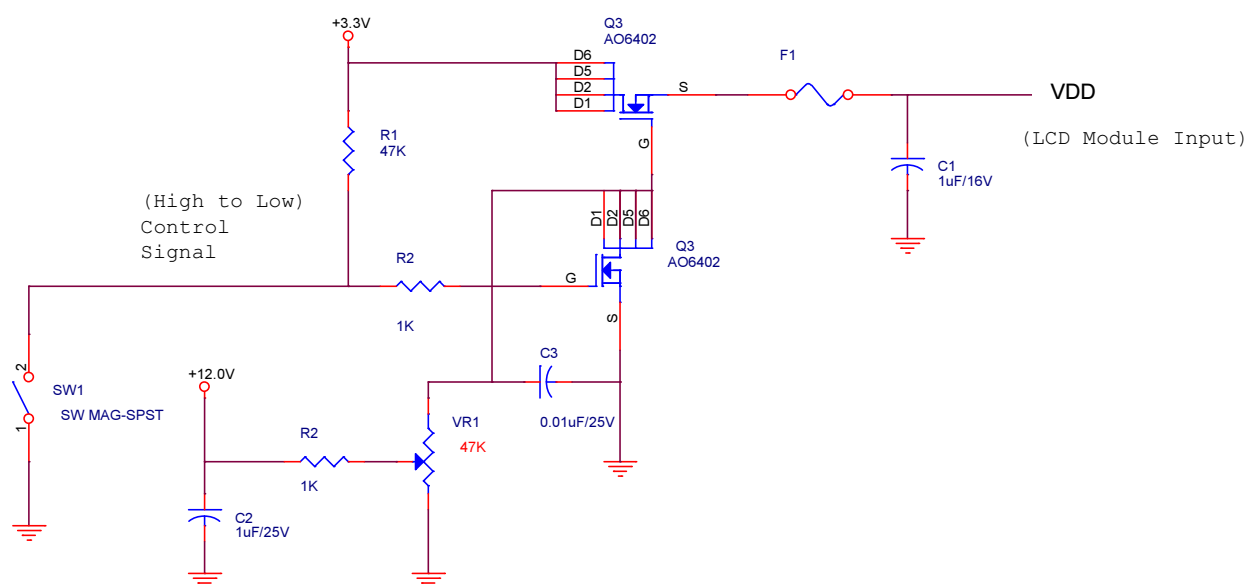 +3.3V
Q3
AO6402
D6
D5
D2
D1
S
G
F1
VDD
(LCD Module Input)
C1
1uF/16V
R1
47K
(High to Low)
Control
Signal
D1
D2
D5
D6
Q3
AO6402
R2
1K
G
S
2
1
SW1
SW MAG-SPST
+12.0V
C3
0.01uF/25V
R2
1K
VR1
47K
C2
1uF/25V